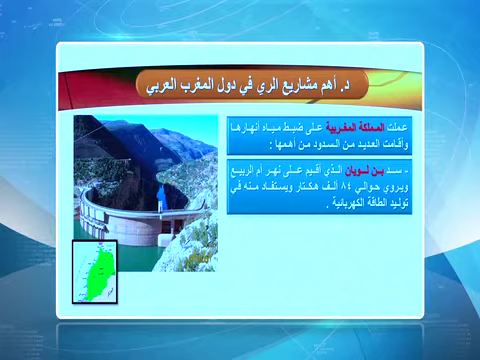 د. أهم مشاريع الري في دول المغرب العربي
عملت المملكة المغربية على ضبط مياه أنهارها
وأقامت العديد من السدود من أهمها :
- سد بن لويان الذي أقيم على نهر أم الربيع
ويروي حوالي ٨٤ ألف هكتار ويستفاد منه في
توليد الطاقة الكهربائية .